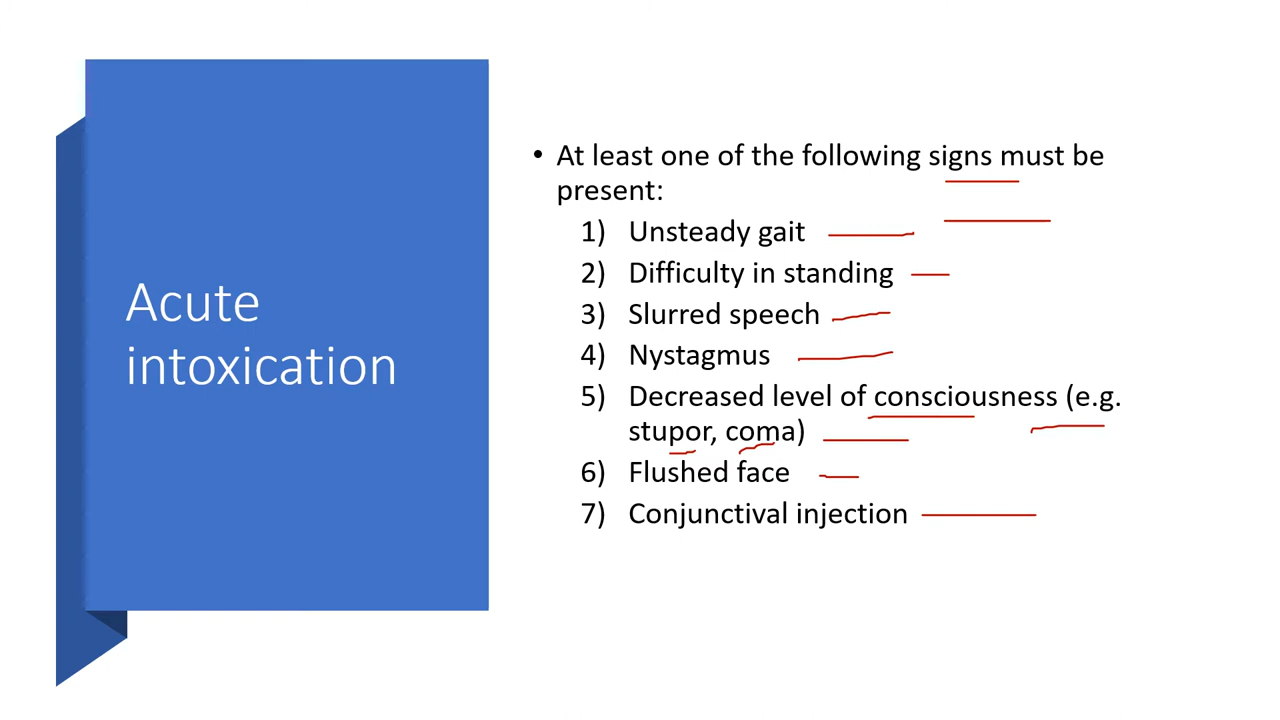 Acute
intoxication
• At least one of the following signs must be
present:
1) Unsteady gait
2) Difficulty in standing
3) Slurred speech
4) Nystagmus
5) Decreased level of consciousness (e.g.
stupor, coma)
6) Flushed face
7) Conjunctival injection